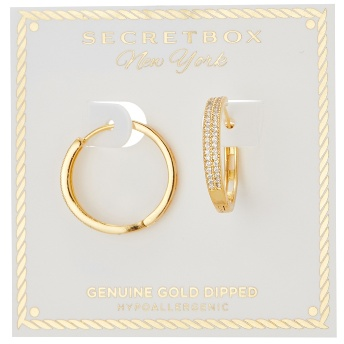 SECRETBOX
New York
GENUINE GOLD DIPPED
HYPOALLERGENIC